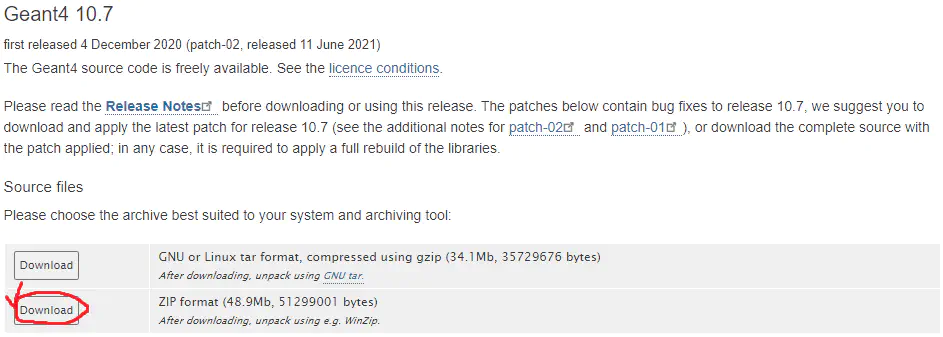 Geant4 10.7
first released 4 December 2020 (patch-02, released 11 June 2021)
The Geant4 source code is freely available. See the licence conditions.
Please read the Release Notes before downloading or using this release. The patches below contain bug fixes to release 10.7, we suggest you to
download and apply the latest patch for release 10.7 (see the additional notes for patch-02 and patch-01 ), or download the complete source with
the patch applied; in any case, it is required to apply a full rebuild of the libraries.
Source files
Please choose the archive best suited to your system and archiving tool:
Download
GNU or Linux tar format, compressed using gzip (34.1Mb, 35729676 bytes)
After downloading, unpack using GNU tar.
Download
ZIP format (48.9Mb, 51299001 bytes)
After downloading, unpack using e.g. WinZip.